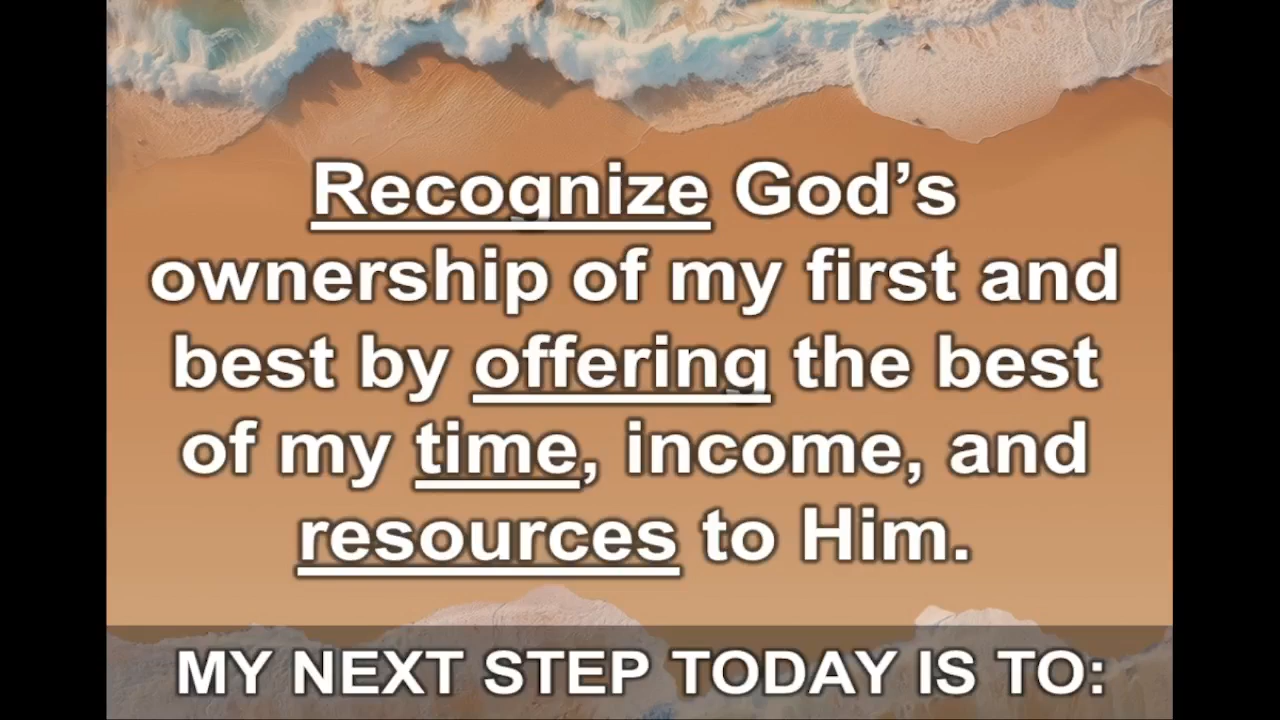 Recognize God’s
ownership of my first and
best by offering the best
of my time, income, and
resources to Him.
MY NEXT STEP TODAY IS TO: